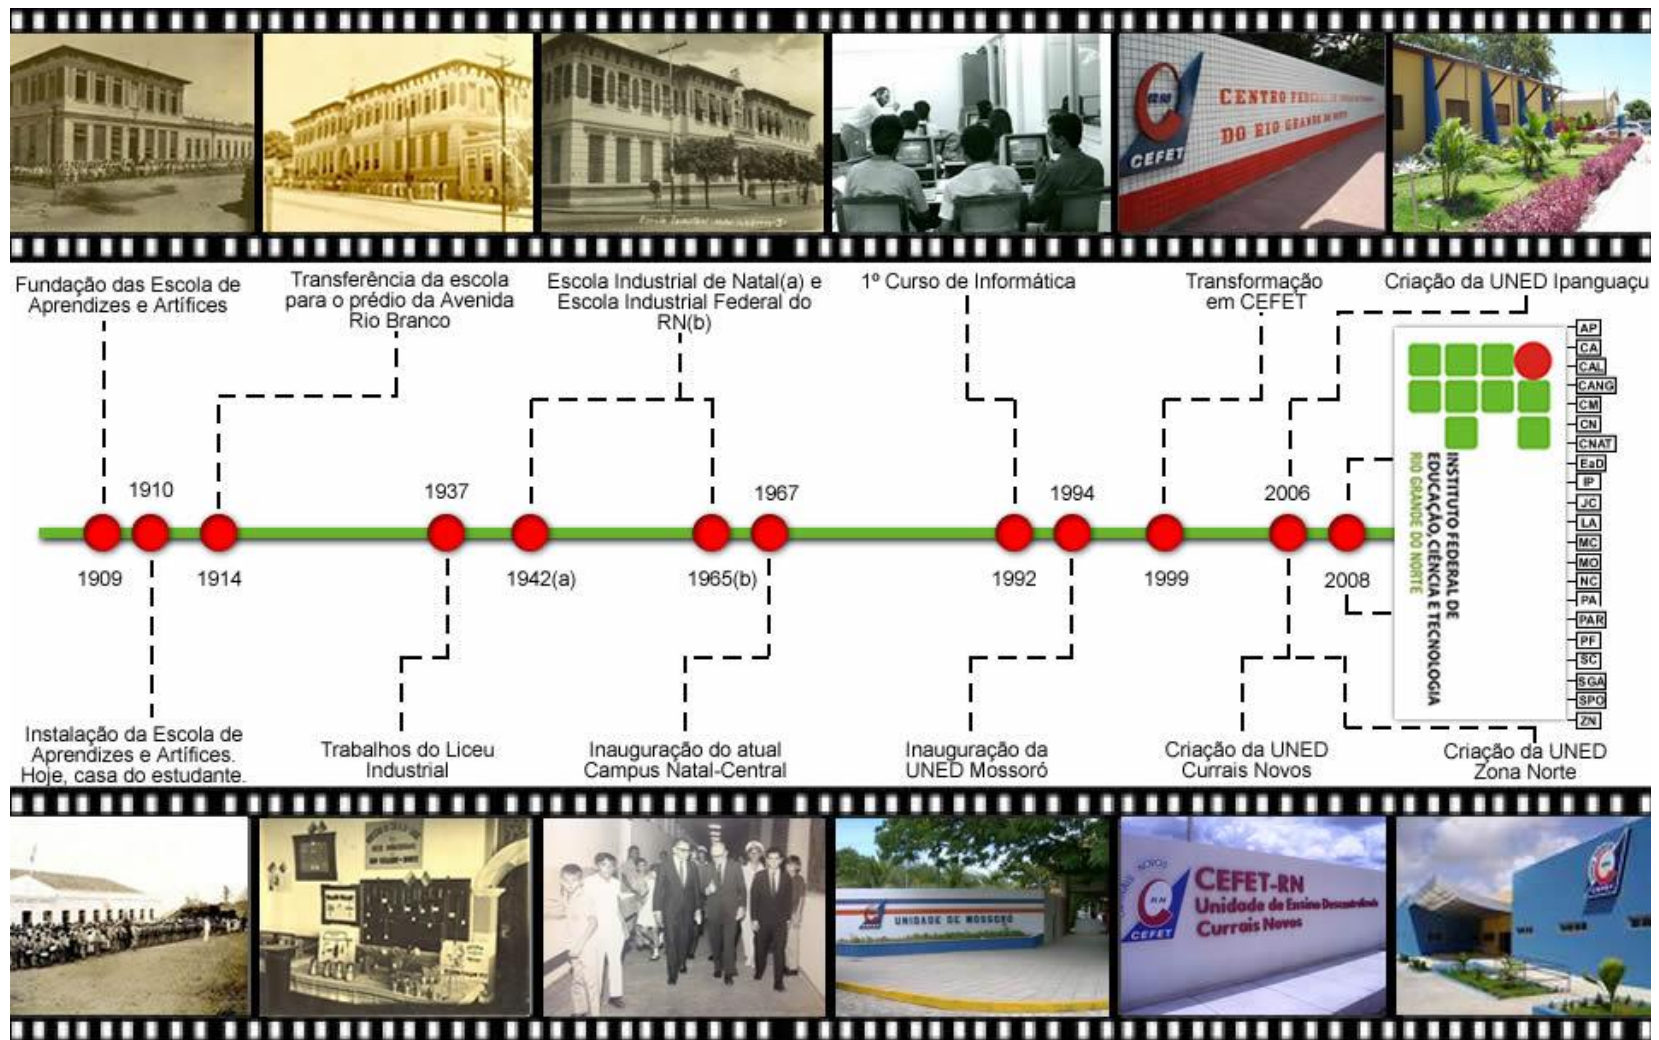 CEFET
CENTRO FEDERAL DE
DO RIO GRANDE DO NORTE
Fundação das Escola de
Aprendizes e Artífices
Transferência da escola
para o prédio da Avenida
Rio Branco
Escola Industrial de Natal(a) e
Escola Industrial Federal do
RN(b)
1º Curso de Informática
Transformação
em CEFET
Criação da UNED Ipanguaçu
1910
1937
1967
1994
2006
1909
1914
1942(a)
1965(b)
1992
1999
2008
INSTITUTO FEDERAL DE
EDUCAÇÃO, CIÊNCIA E TECNOLOGIA
RIO GRANDE DO NORTE
AP
CA
CAL
CANG
CM
CN
CNAT
EaD
IP
JC
LA
MC
MO
NC
PA
PAR
PF
SC
SGA
SPO
ZN
Instalação da Escola de
Aprendizes e Artífices.
Hoje, casa do estudante.
Trabalhos do Liceu
Industrial
Inauguração do atual
Campus Natal-Central
Inauguração da
UNED Mossoró
Criação da UNED
Currais Novos
Criação da UNED
Zona Norte
UNIDADE DE MOSSORÓ
RN
CEFET
CEFET-RN
Unidade de Ensino Descentralizada
Currais Novos
CEFET